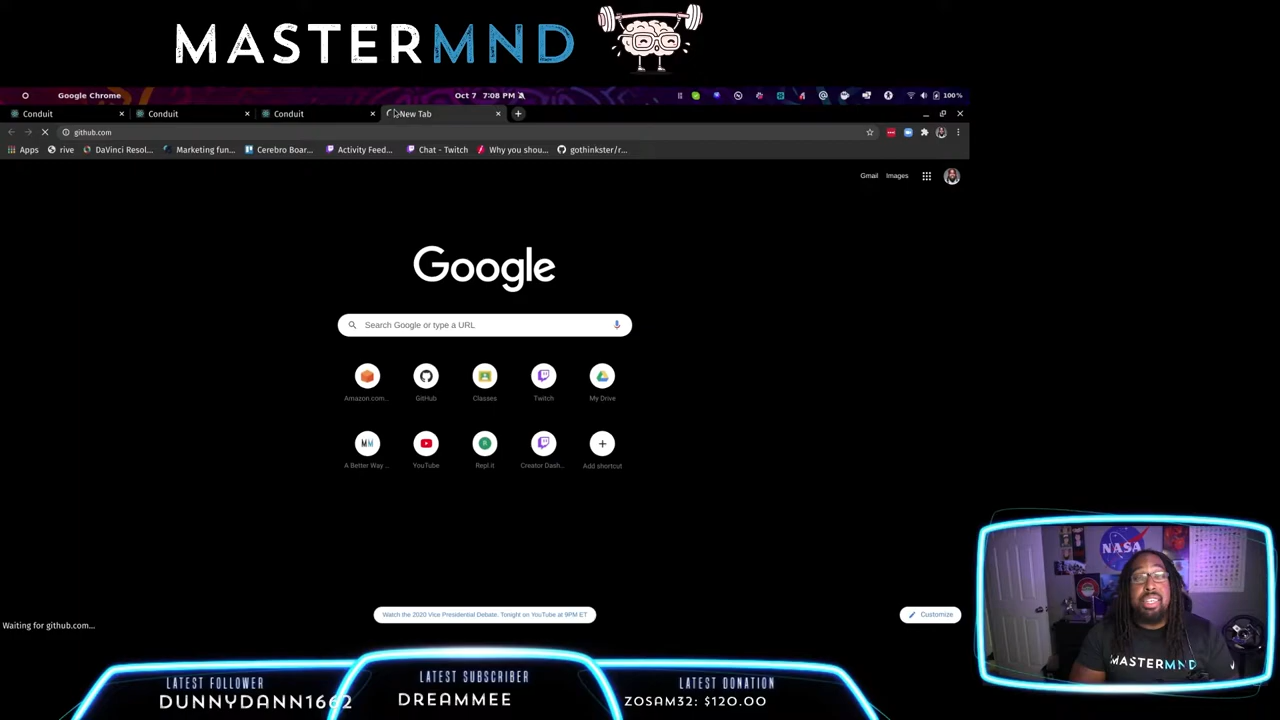 MASTERMND
Google Chrome
Oct 7 7:08 PM
100%
Conduit
Conduit
Conduit
New Tab
github.com
Apps
rive
DaVinci Resol...
Marketing fun...
Cerebro Boar...
Activity Feed...
Chat - Twitch
Why you shou...
gothinkster/r...
Gmail
Images
Google
Search Google or type a URL
Amazon.com...
GitHub
Classes
Twitch
My Drive
MM
R
A Better Way ...
YouTube
Repl.it
Creator Dash...
Add shortcut
NASA
MASTERMND
Watch the 2020 Vice Presidential Debate, Tonight on YouTube at 9PM ET
Customize
Waiting for github.com...
LATEST FOLLOWER
DUNNYDANN1662
LATEST SUBSCRIBER
DREAMMEE
LATEST DONATION
ZOSAM32: $120.00